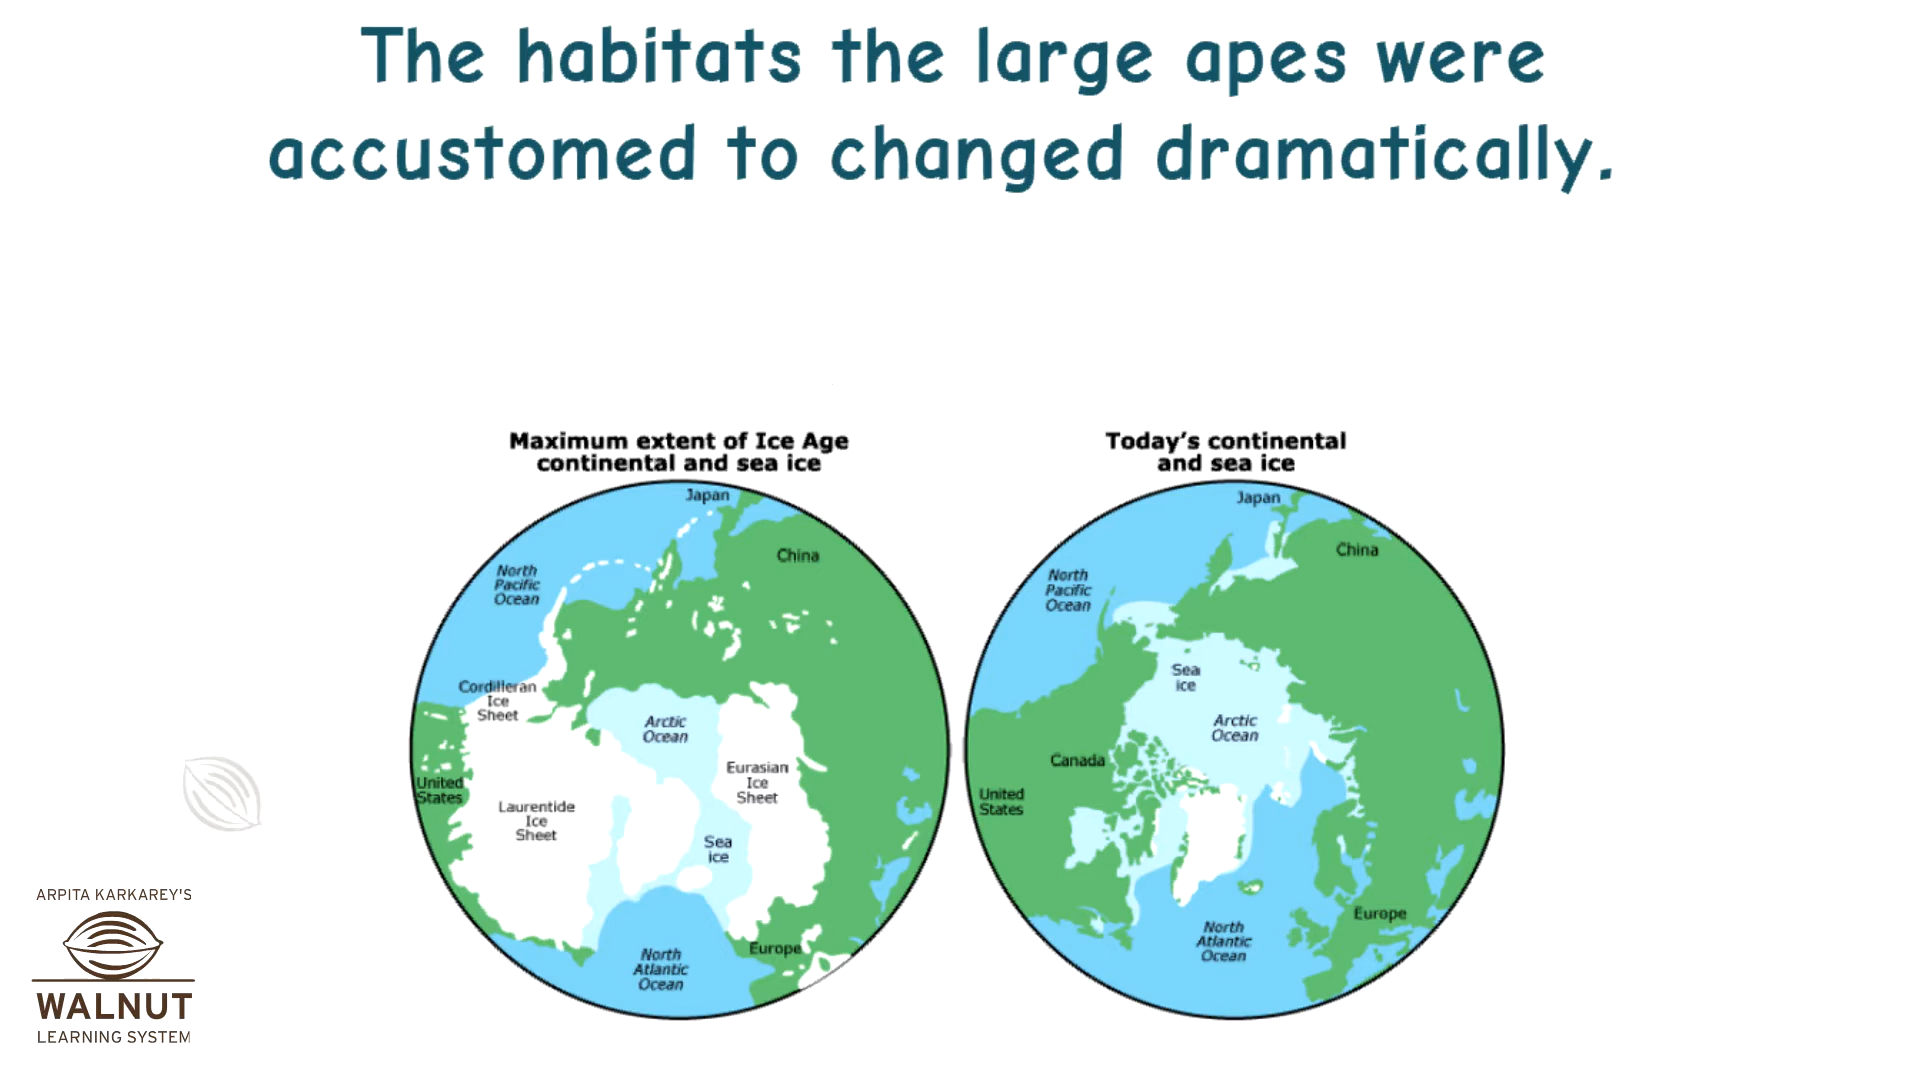 The habitats the large apes were
accustomed to changed dramatically.
Maximum extent of Ice Age
continental and sea ice
Japan
China
North
Pacific
Ocean
Cordilleran
Ice
Sheet
Arctic
Ocean
United
States
Laurentide
Ice
Sheet
Eurasian
Ice
Sheet
Sea
ice
North
Atlantic
Ocean
Europe
Today's continental
and sea ice
Japan
China
North
Pacific
Ocean
Sea
ice
Arctic
Ocean
Canada
United
States
North
Atlantic
Ocean
Europe
ARPITA KARKAREY'S
WALNUT
LEARNING SYSTEM